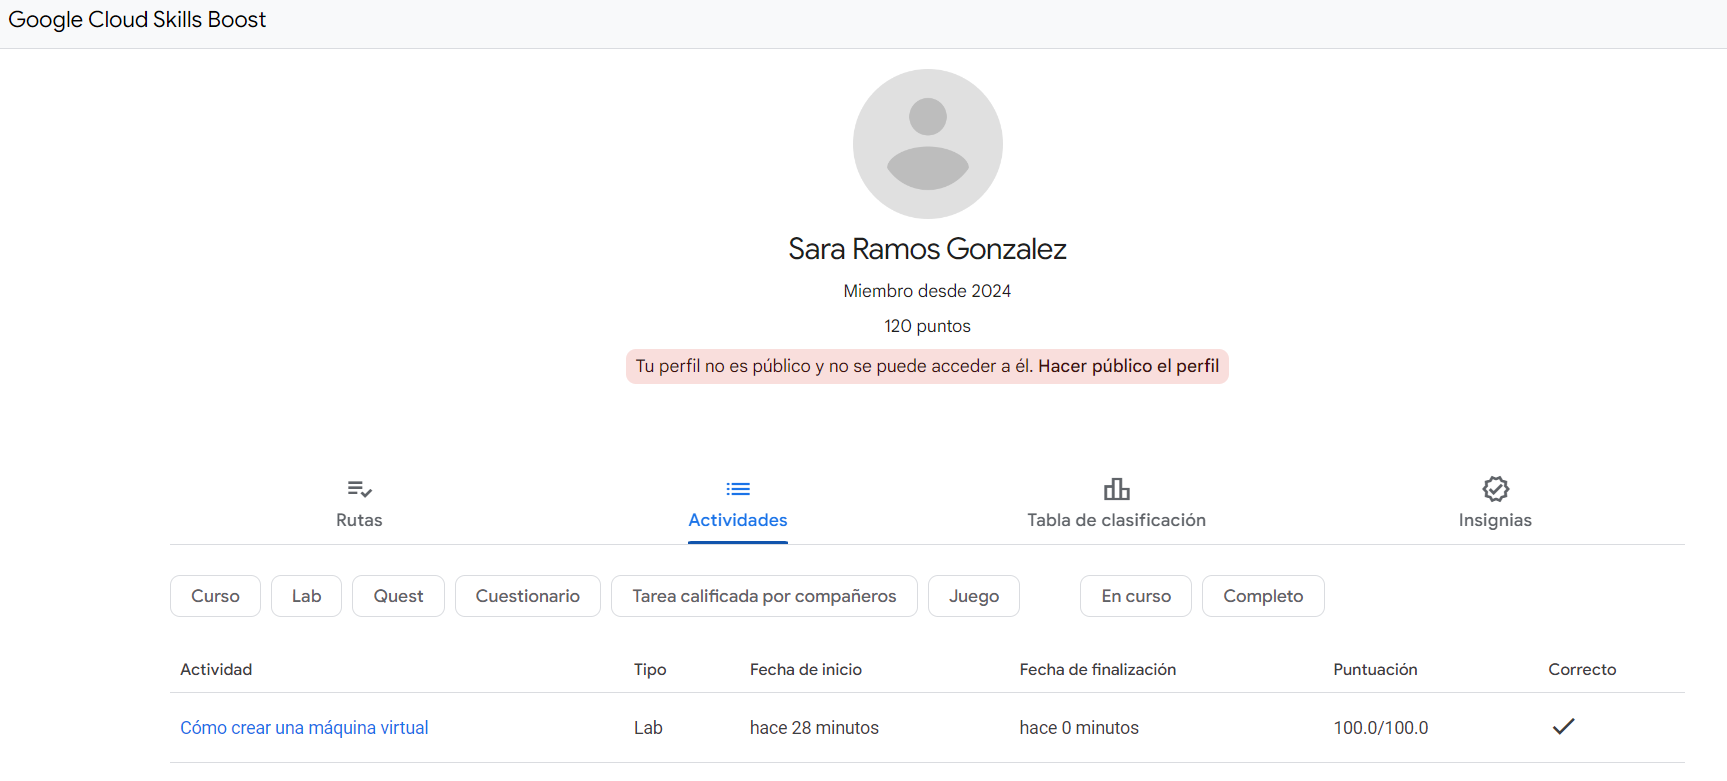 Google Cloud Skills Boost
Sara Ramos Gonzalez
Miembro desde 2024
120 puntos
Tu perfil no es público y no se puede acceder a él. Hacer público el perfil
Rutas
Actividades
Tabla de clasificación
Insignias
Curso
Lab
Quest
Cuestionario
Tarea calificada por compañeros
Juego
En curso
Completo
Actividad Tipo Fecha de inicio Fecha de finalización Puntuación Correcto
Cómo crear una máquina virtual Lab hace 28 minutos hace 0 minutos 100.0/100.0